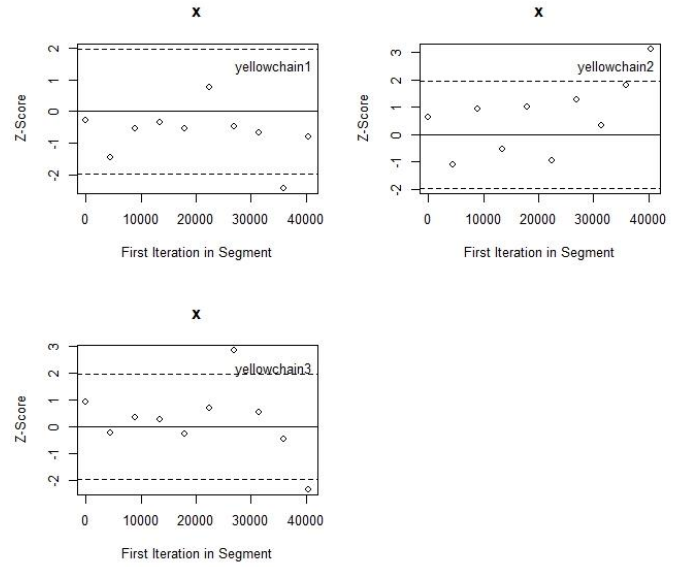 x
x
yellowchain1
yellowchain2
Z-Score
Z-Score
2
1
0
-1
-2
3
2
1
0
-1
-2
0 10000 20000 30000 40000
0 10000 20000 30000 40000
First Iteration in Segment
First Iteration in Segment
x
yellowchain3
Z-Score
3
2
1
0
-1
-2
0 10000 20000 30000 40000
First Iteration in Segment